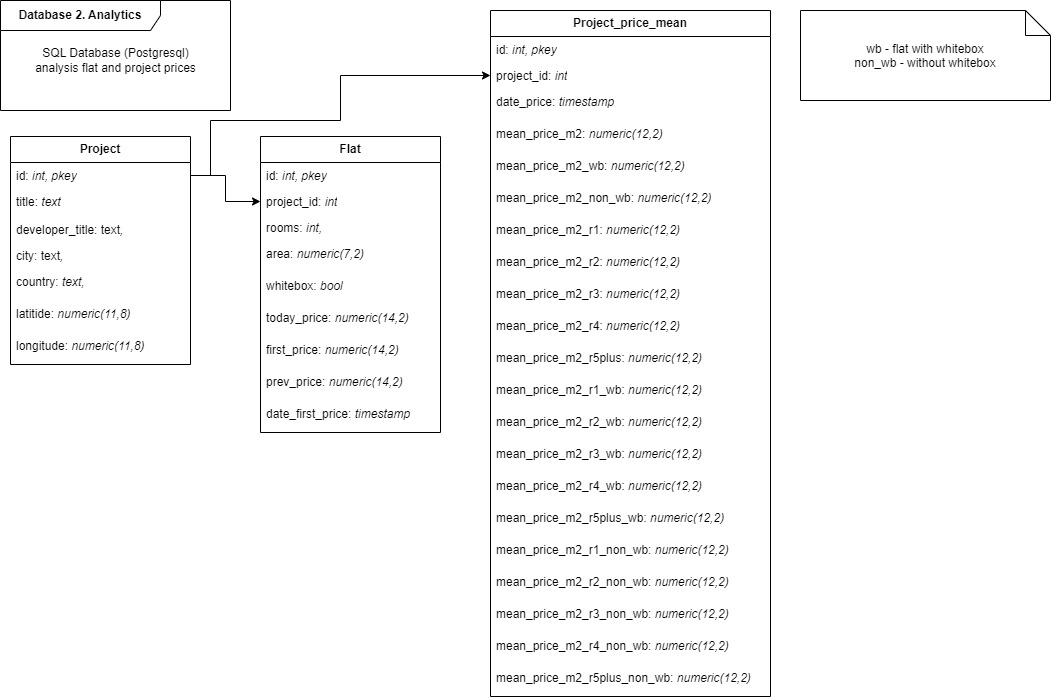 Database 2. Analytics
SQL Database (Postgresql)
analysis flat and project prices
Project
id: int, pkey
title: text
developer_title: text,
city: text,
country: text,
latitide: numeric(11,8)
longitude: numeric(11,8)
Flat
id: int, pkey
project_id: int
rooms: int,
area: numeric(7,2)
whitebox: bool
today_price: numeric(14,2)
first_price: numeric(14,2)
prev_price: numeric(14,2)
date_first_price: timestamp
Project_price_mean
id: int, pkey
project_id: int
date_price: timestamp
mean_price_m2: numeric(12,2)
mean_price_m2_wb: numeric(12,2)
mean_price_m2_non_wb: numeric(12,2)
mean_price_m2_r1: numeric(12,2)
mean_price_m2_r2: numeric(12,2)
mean_price_m2_r3: numeric(12,2)
mean_price_m2_r4: numeric(12,2)
mean_price_m2_r5plus: numeric(12,2)
mean_price_m2_r1_wb: numeric(12,2)
mean_price_m2_r2_wb: numeric(12,2)
mean_price_m2_r3_wb: numeric(12,2)
mean_price_m2_r4_wb: numeric(12,2)
mean_price_m2_r5plus_wb: numeric(12,2)
mean_price_m2_r1_non_wb: numeric(12,2)
mean_price_m2_r2_non_wb: numeric(12,2)
mean_price_m2_r3_non_wb: numeric(12,2)
mean_price_m2_r4_non_wb: numeric(12,2)
mean_price_m2_r5plus_non_wb: numeric(12,2)
wb - flat with whitebox
non_wb - without whitebox